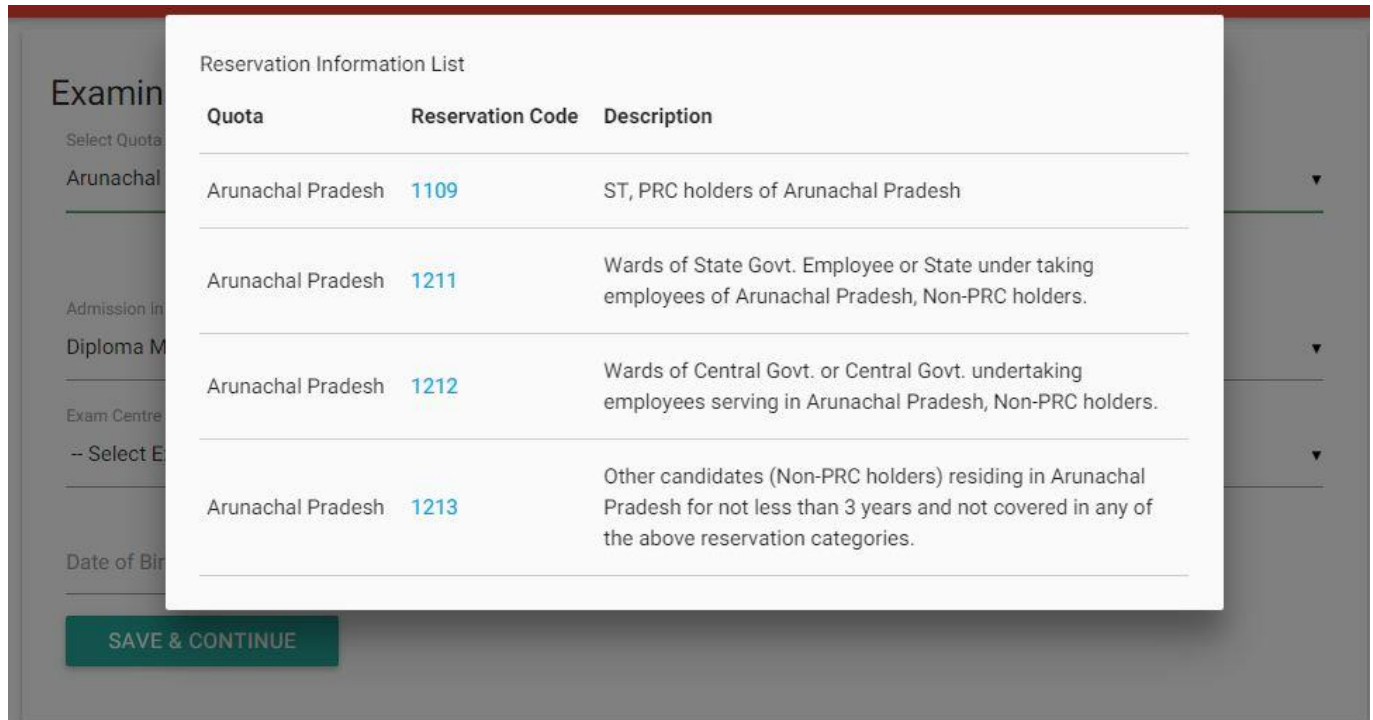 Reservation Information List
Quota Reservation Code Description
Arunachal Pradesh 1109 ST, PRC holders of Arunachal Pradesh
Arunachal Pradesh 1211 Wards of State Govt. Employee or State under taking
employees of Arunachal Pradesh, Non-PRC holders.
Arunachal Pradesh 1212 Wards of Central Govt. or Central Govt. undertaking
employees serving in Arunachal Pradesh, Non-PRC holders.
Arunachal Pradesh 1213 Other candidates (Non-PRC holders) residing in Arunachal
Pradesh for not less than 3 years and not covered in any of
the above reservation categories.
Examin
Select Quota
Arunachal
Admission in
Diploma M
Exam Centre
-- Select E
Date of Bir
SAVE & CONTINUE